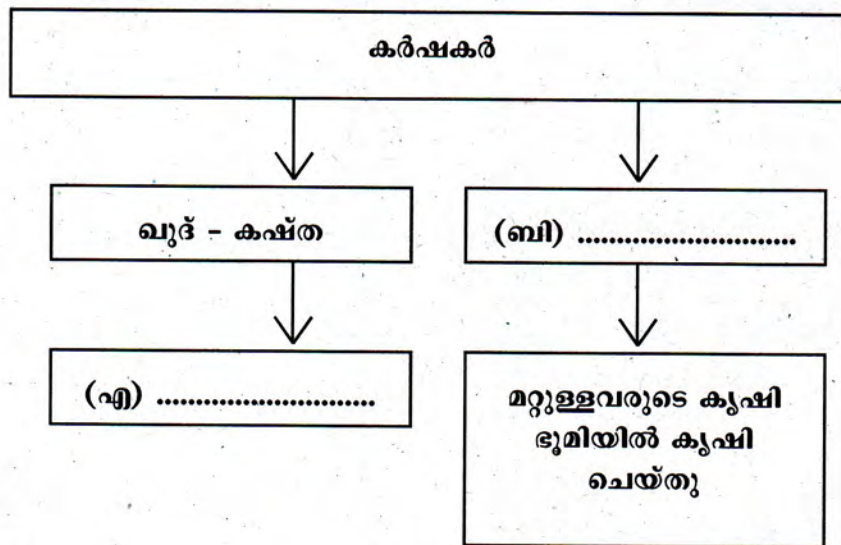 കർഷകർ
ഖുദ് - കഷ്ത
(ബി) ............................
(എ) ............................
മറ്റുള്ളവരുടെ കൃഷി
ഭൂമിയിൽ കൃഷി
ചെയ്തു